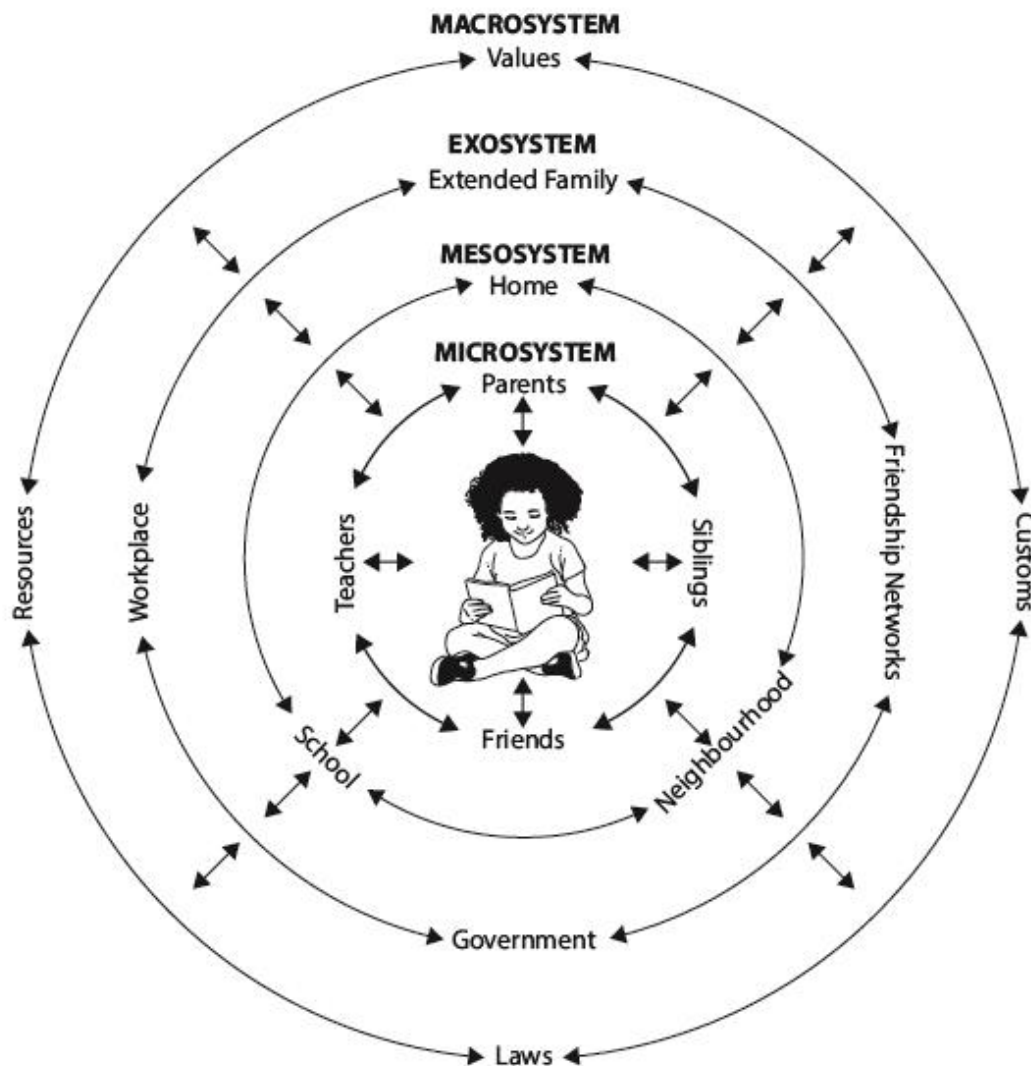 MACROSYSTEM
Values
EXOSYSTEM
Extended Family
MESOSYSTEM
Home
MICROSYSTEM
Parents
Resources
Workplace
Teachers
Siblings
Friendship Networks
Customs
School
Friends
Neighbourhood
Government
Laws